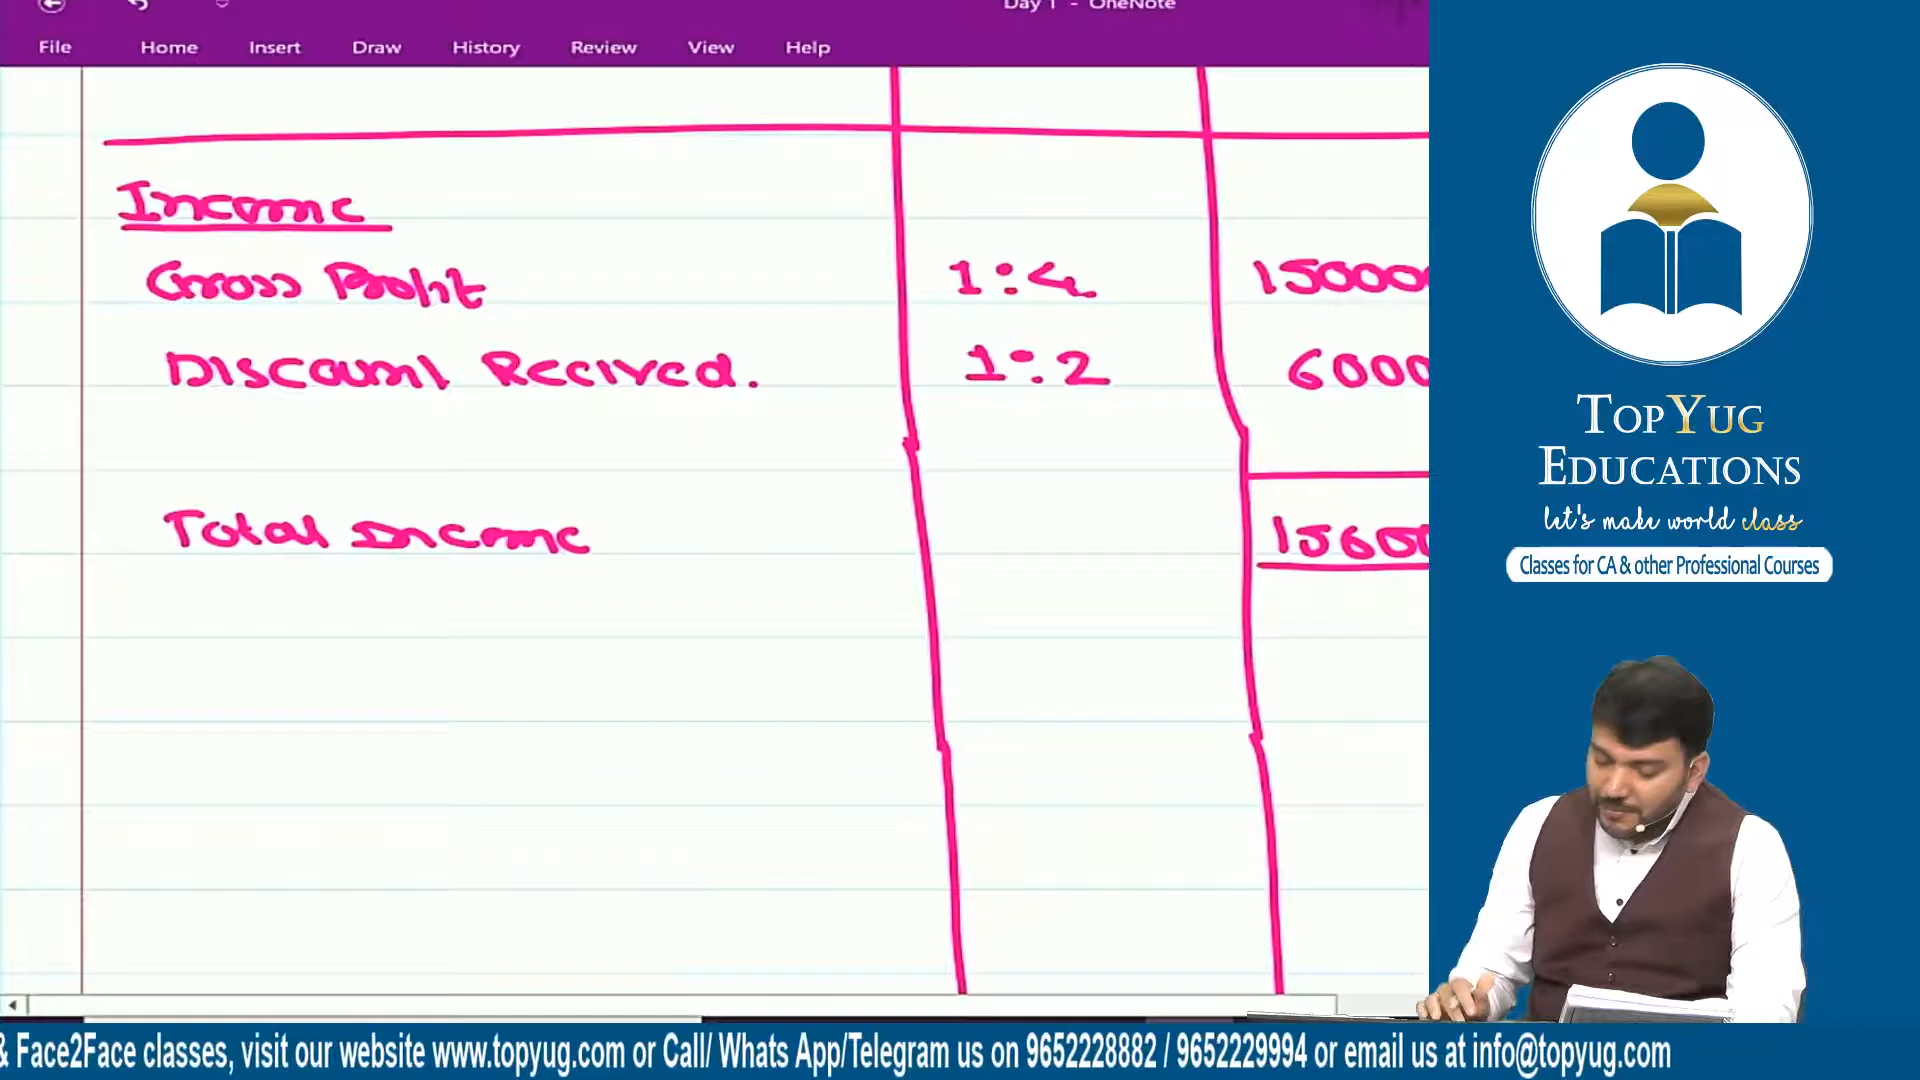 Day 1 - OneNote
File Home Insert Draw History Review View Help
Income
Gross Profit 1:4 15000
Discount Recived. 1:2 6000
Total Income 15600
TOPYUG
EDUCATIONS
let's make world class
Classes for CA & other Professional Courses
& Face2Face classes, visit our website www.topyug.com or Call/ Whats App/Telegram us on 9652228882 / 9652229994 or email us at info@topyug.com